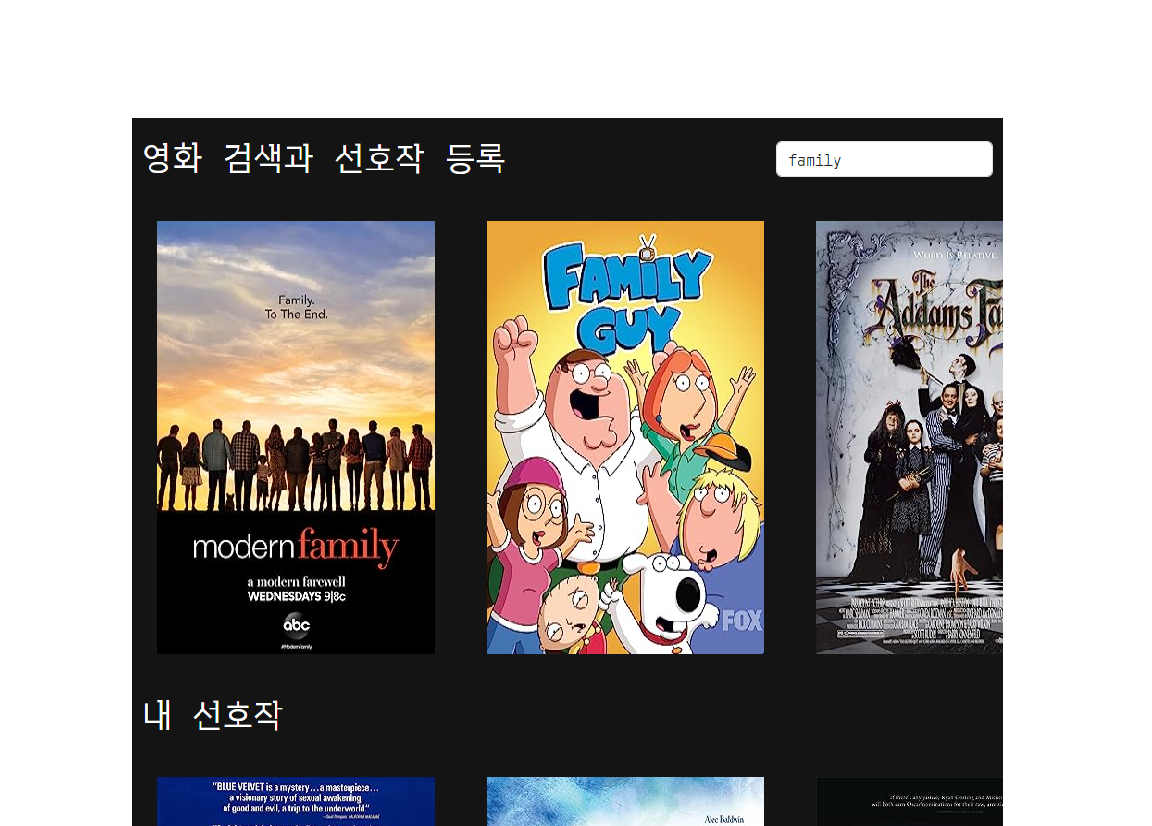 영화 검색과 선호작 등록
family
Family.
To The End.
modern family
a modern farewell
WEDNESDAYS 9|8c
abc
#ModernFamily
FAMILY
GUY
FOX
WEIRD IS RELATIVE
The
Addams Fa
내 선호작
"BLUE VELVET is a mystery... a masterpiece...
a visionary story of sexual awakening
of good and evil, a trip to the underworld."
Alec Baldwin